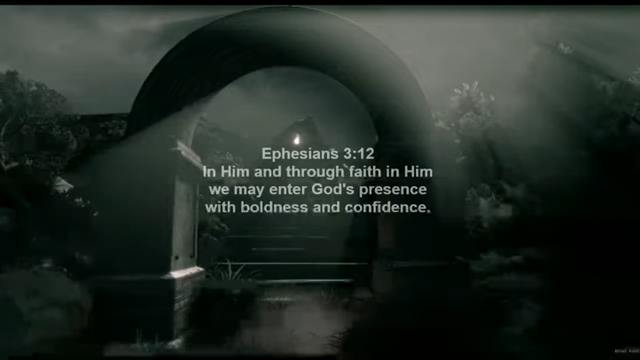 Ephesians 3:12
In Him and through faith in Him
we may enter God's presence
with boldness and confidence.